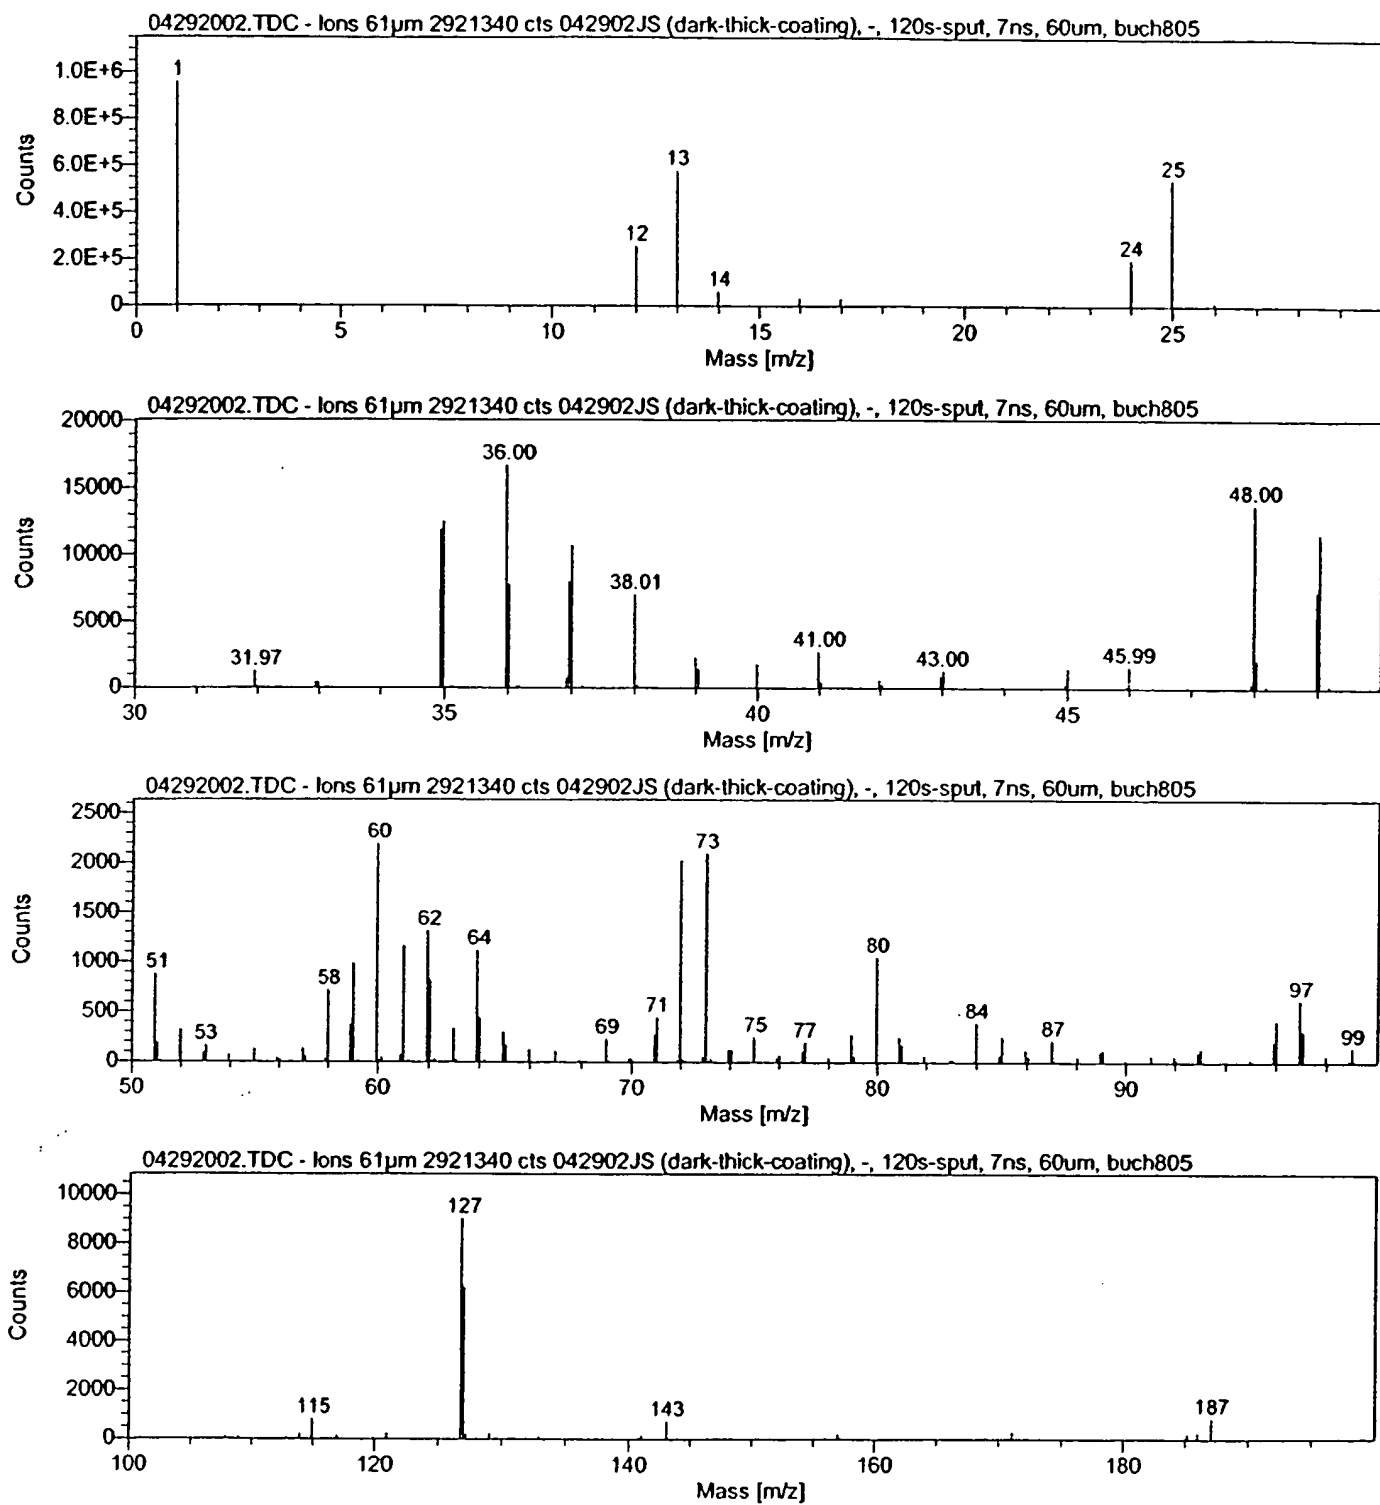 04292002.TDC - Ions 61µm 2921340 cts 042902JS (dark-thick-coating), -, 120s-sput, 7ns, 60um, buch805
Counts
1.0E+6
8.0E+5
6.0E+5
4.0E+5
2.0E+5
0
1
12
13
14
24
25
0 5 10 15 20 25
Mass [m/z]
04292002.TDC - Ions 61µm 2921340 cts 042902JS (dark-thick-coating), -, 120s-sput, 7ns, 60um, buch805
Counts
20000
15000
10000
5000
0
31.97
36.00
38.01
41.00
43.00
45.99
48.00
30 35 40 45
Mass [m/z]
04292002.TDC - Ions 61µm 2921340 cts 042902JS (dark-thick-coating), -, 120s-sput, 7ns, 60um, buch805
Counts
2500
2000
1500
1000
500
0
51
53
58
60
62
64
69
71
73
75
77
80
84
87
97
99
50 60 70 80 90
Mass [m/z]
04292002.TDC - Ions 61µm 2921340 cts 042902JS (dark-thick-coating), -, 120s-sput, 7ns, 60um, buch805
Counts
10000
8000
6000
4000
2000
0
115
127
143
187
100 120 140 160 180
Mass [m/z]